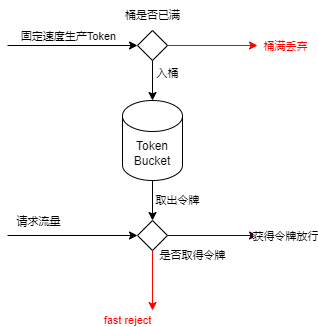 桶是否已满
固定速度生产Token
桶满丢弃
入桶
Token
Bucket
取出令牌
请求流量
获得令牌放行
是否取得令牌
fast reject